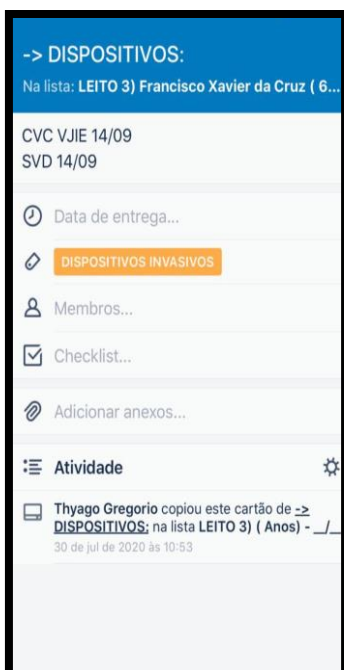 -> DISPOSITIVOS:
Na lista: LEITO 3) Francisco Xavier da Cruz ( 6...
CVC VJIE 14/09
SVD 14/09
Data de entrega...
DISPOSITIVOS INVASIVOS
Membros...
Checklist...
Adicionar anexos...
Atividade
Thyago Gregorio copiou este cartão de ->
DISPOSITIVOS: na lista LEITO 3) ( Anos) - __/_
30 de jul de 2020 às 10:53